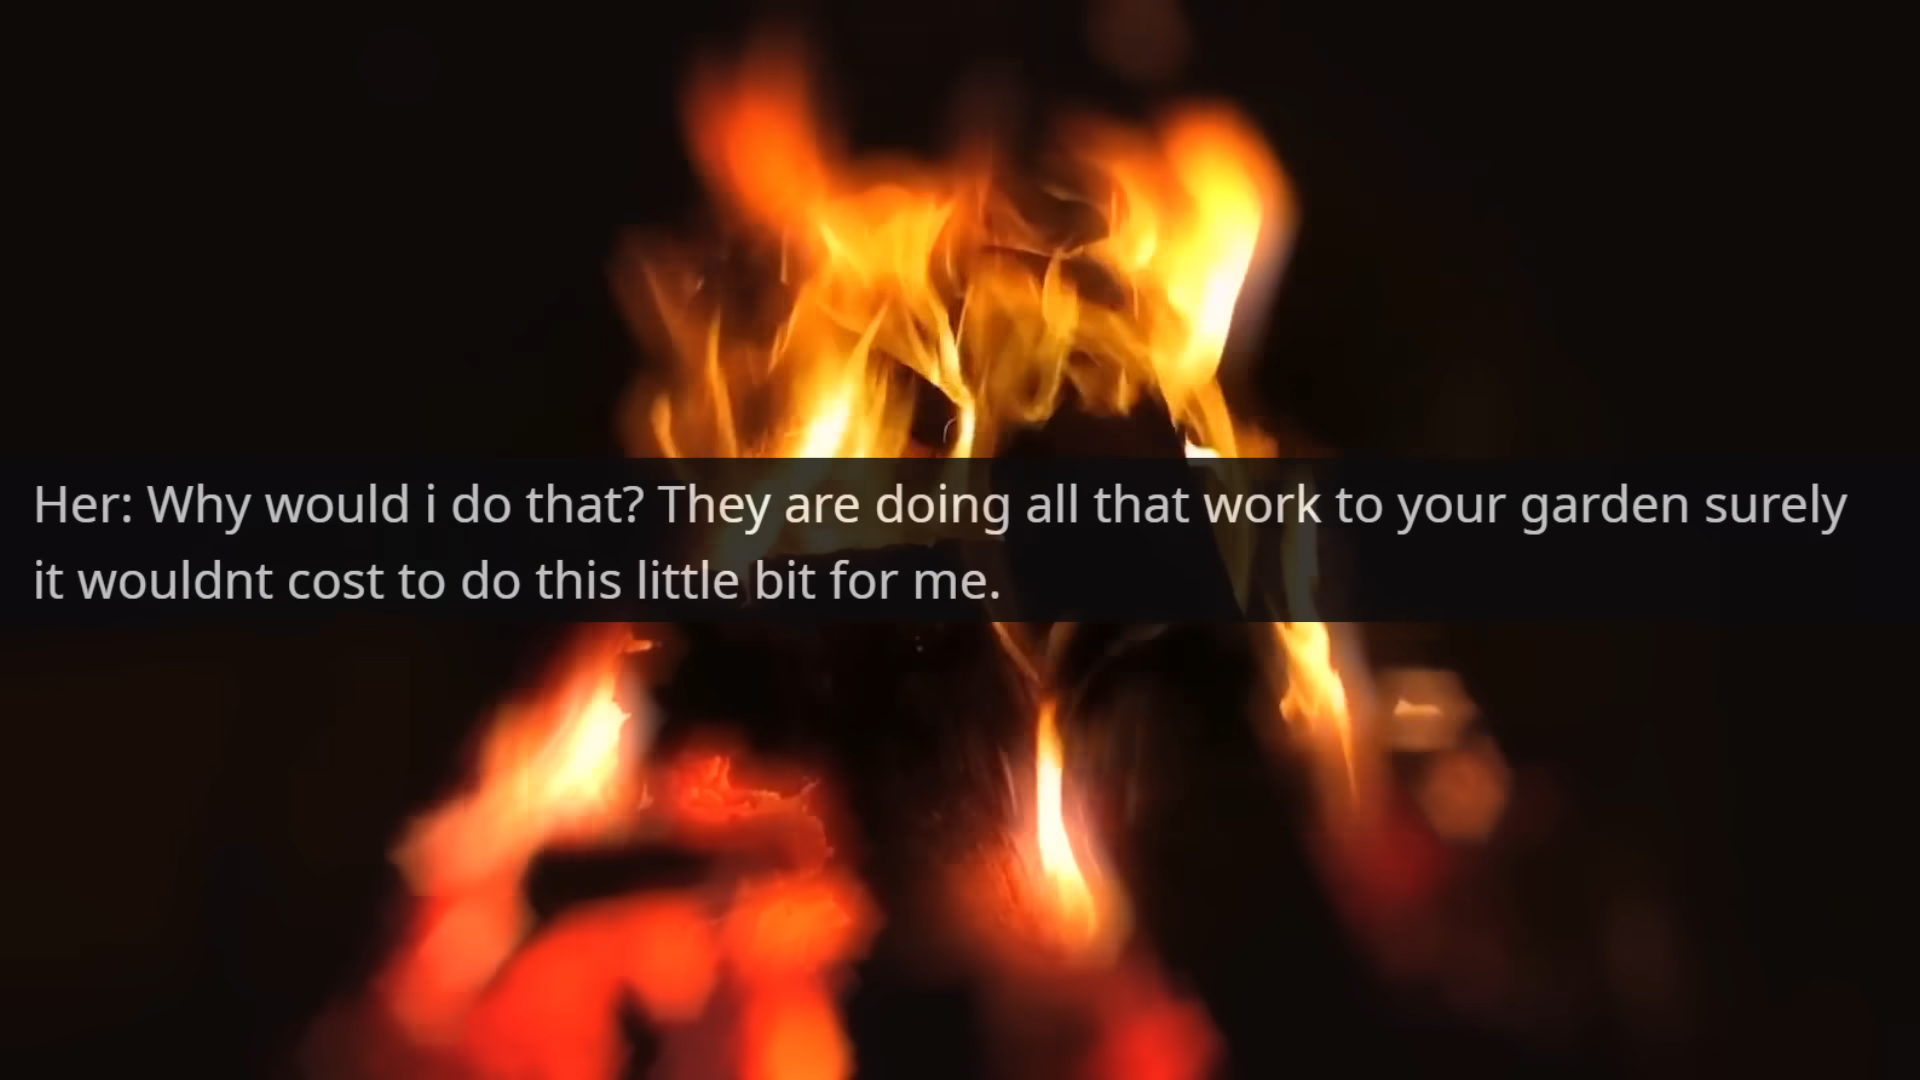 Her: Why would i do that? They are doing all that work to your garden surely
it wouldnt cost to do this little bit for me.